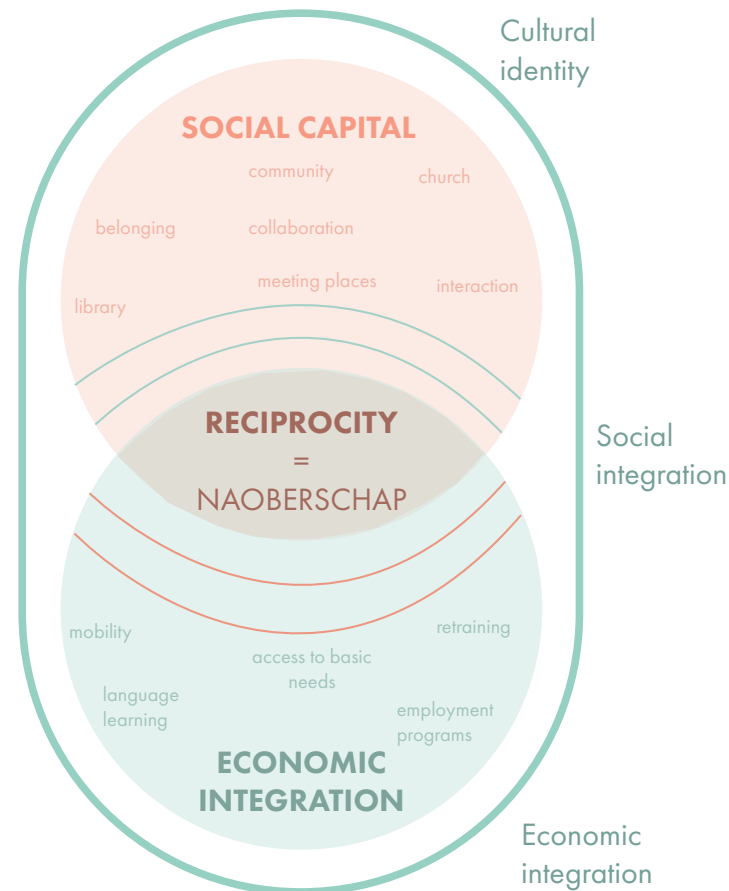 Cultural
identity
SOCIAL CAPITAL
community
church
belonging
collaboration
meeting places
interaction
library
RECIPROCITY
=
NAOBERSCHAP
Social
integration
mobility
retraining
access to basic
needs
language
learning
employment
programs
ECONOMIC
INTEGRATION
Economic
integration